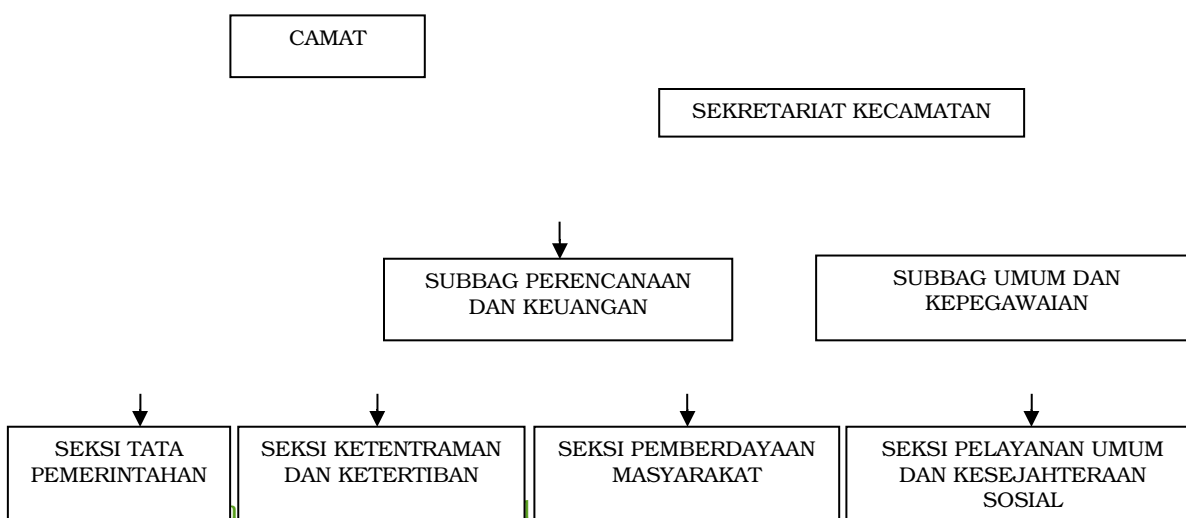 CAMAT
SEKRETARIAT KECAMATAN
SUBBAG PERENCANAAN
DAN KEUANGAN
SUBBAG UMUM DAN
KEPEGAWAIAN
SEKSI TATA
PEMERINTAHAN
SEKSI KETENTRAMAN
DAN KETERTIBAN
SEKSI PEMBERDAYAAN
MASYARAKAT
SEKSI PELAYANAN UMUM
DAN KESEJAHTERAAN
SOSIAL